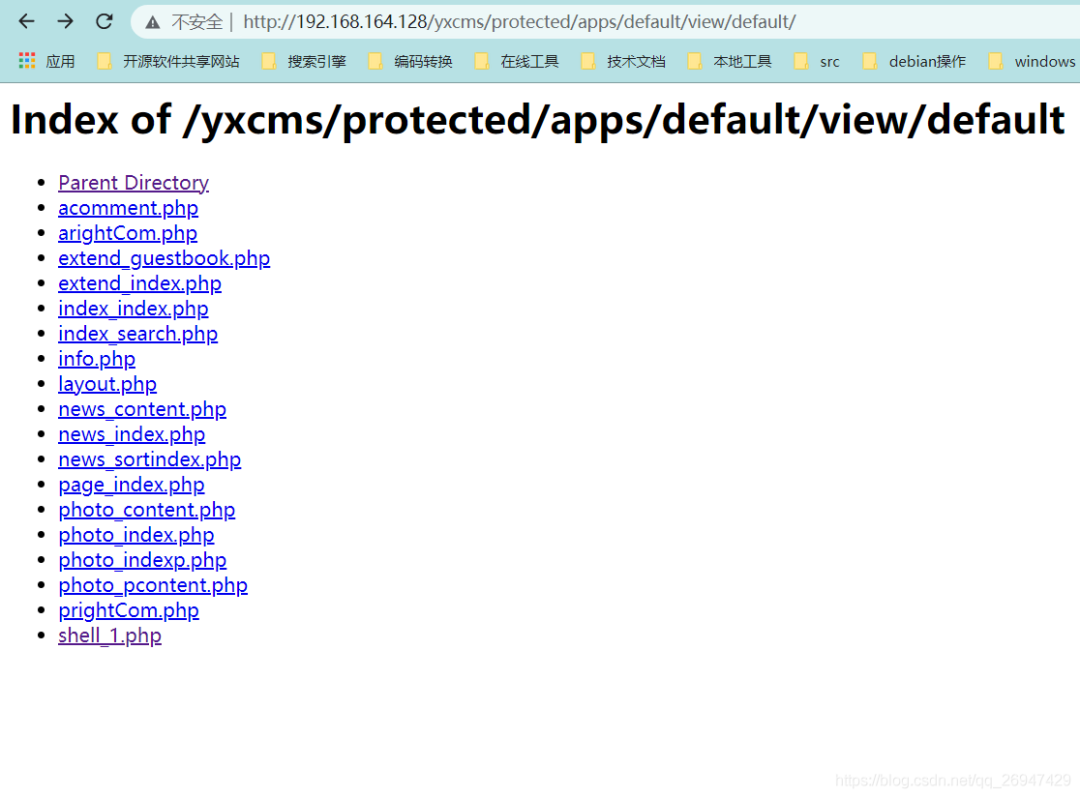 不安全 | http://192.168.164.128/yxcms/protected/apps/default/view/default/
应用 开源软件共享网站 搜索引擎 编码转换 在线工具 技术文档 本地工具 src debian操作 windows
Index of /yxcms/protected/apps/default/view/default
• Parent Directory
• acomment.php
• arightCom.php
• extend_guestbook.php
• extend_index.php
• index_index.php
• index_search.php
• info.php
• layout.php
• news_content.php
• news_index.php
• news_sortindex.php
• page_index.php
• photo_content.php
• photo_index.php
• photo_indexp.php
• photo_pcontent.php
• prightCom.php
• shell_1.php
https://blog.csdn.net/qq_26947429